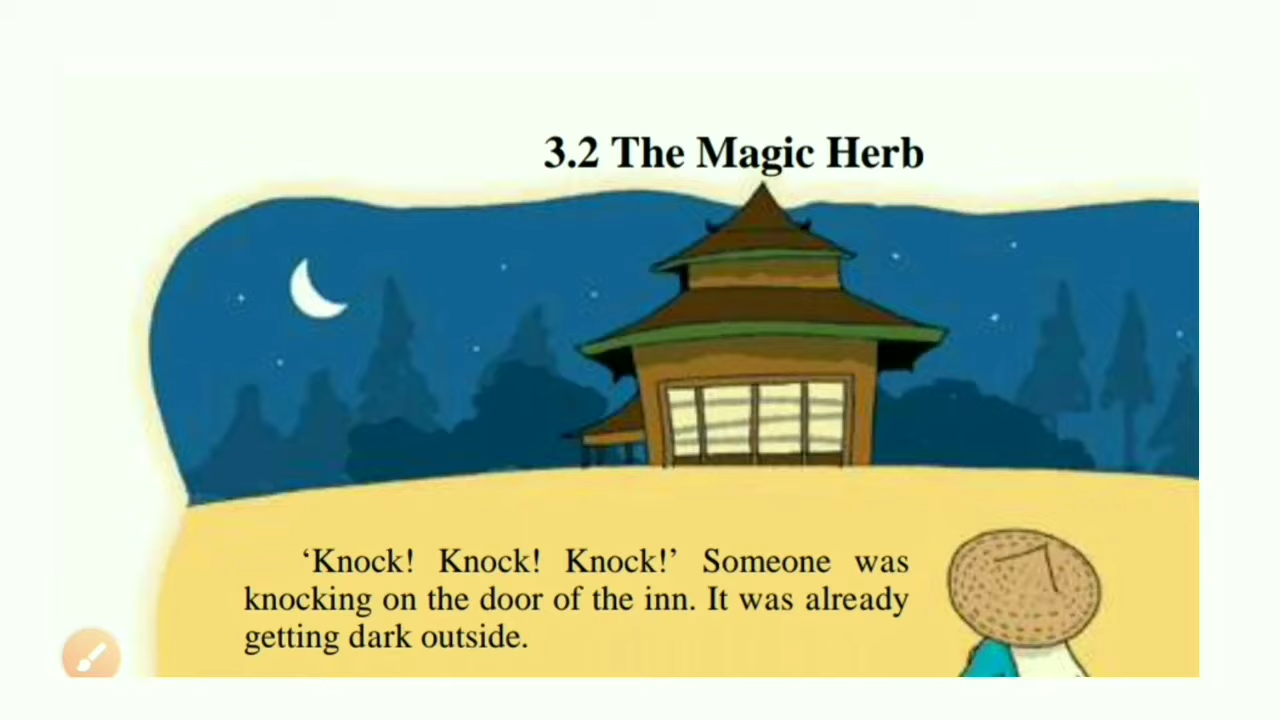 3.2 The Magic Herb
‘Knock! Knock! Knock!’ Someone was
knocking on the door of the inn. It was already
getting dark outside.